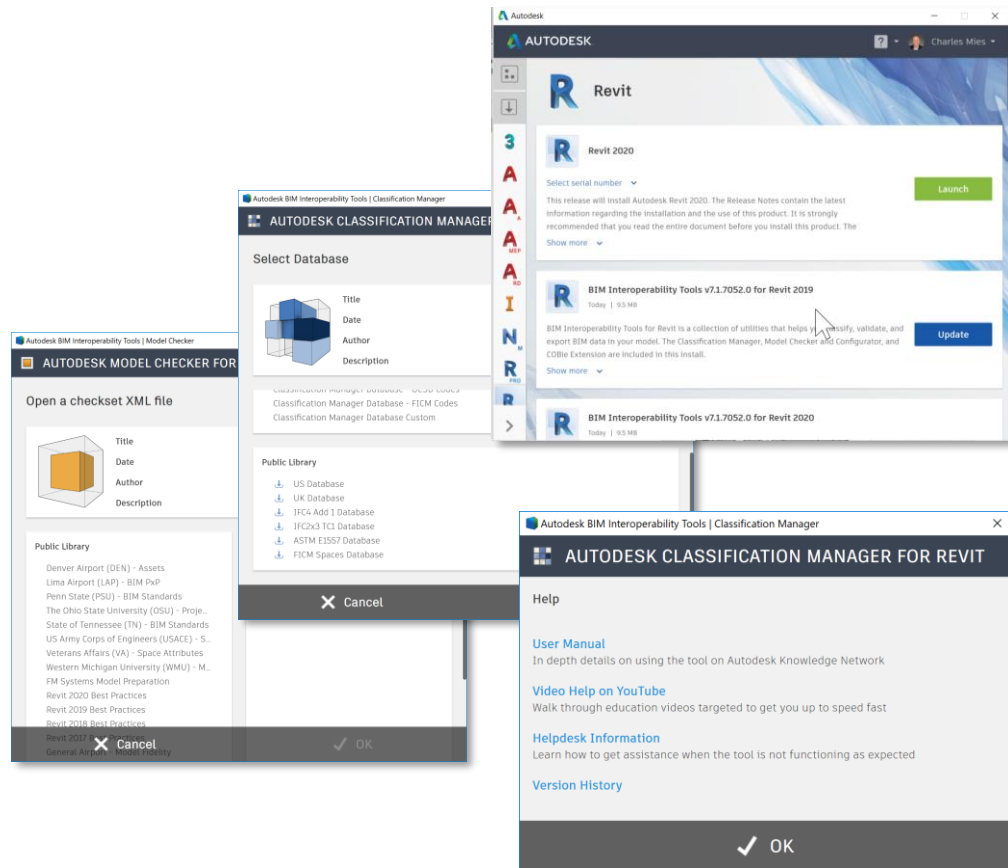 Autodesk
AUTODESK.
?
Charles Mies
Revit
Revit 2020
Select serial number
Launch
This release will install Autodesk Revit 2020. The Release Notes contain the latest
information regarding the installation and the use of this product. It is strongly
recommended that you read the entire document before you install this product. The
Show more
BIM Interoperability Tools v7.1.7052.0 for Revit 2019
Today | 9.5 MB
BIM Interoperability Tools for Revit is a collection of utilities that helps you classify, validate, and
export BIM data in your model. The Classification Manager, Model Checker and Configurator, and
COBie Extension are included in this install.
Update
Show more
BIM Interoperability Tools v7.1.7052.0 for Revit 2020
Today | 9.5 MB
3
A
A
A
A
MEP
A
I
N
M
R
PRO
R
Autodesk BIM Interoperability Tools | Classification Manager
AUTODESK CLASSIFICATION MANAGER
Select Database
Title
Date
Author
Description
Classification Manager Database - FICM Codes
Classification Manager Database Custom
Public Library
US Database
UK Database
IFC4 Add 1 Database
IFC2x3 TC1 Database
ASTM E1557 Database
FICM Spaces Database
Cancel
Autodesk BIM Interoperability Tools | Model Checker
AUTODESK MODEL CHECKER FOR
Open a checkset XML file
Title
Date
Author
Description
Public Library
Denver Airport (DEN) - Assets
Lima Airport (LAP) - BIM PxP
Penn State (PSU) - BIM Standards
The Ohio State University (OSU) - Proje...
State of Tennessee (TN) - BIM Standards
US Army Corps of Engineers (USACE) - S...
Veterans Affairs (VA) - Space Attributes
Western Michigan University (WMU) - M...
FM Systems Model Preparation
Revit 2020 Best Practices
Revit 2019 Best Practices
Revit 2018 Best Practices
Revit 2017 Best Practices
General Airport - Model Fidelity
Cancel
OK
Autodesk BIM Interoperability Tools | Classification Manager
AUTODESK CLASSIFICATION MANAGER FOR REVIT
Help
User Manual
In depth details on using the tool on Autodesk Knowledge Network
Video Help on YouTube
Walk through education videos targeted to get you up to speed fast
Helpdesk Information
Learn how to get assistance when the tool is not functioning as expected
Version History
OK